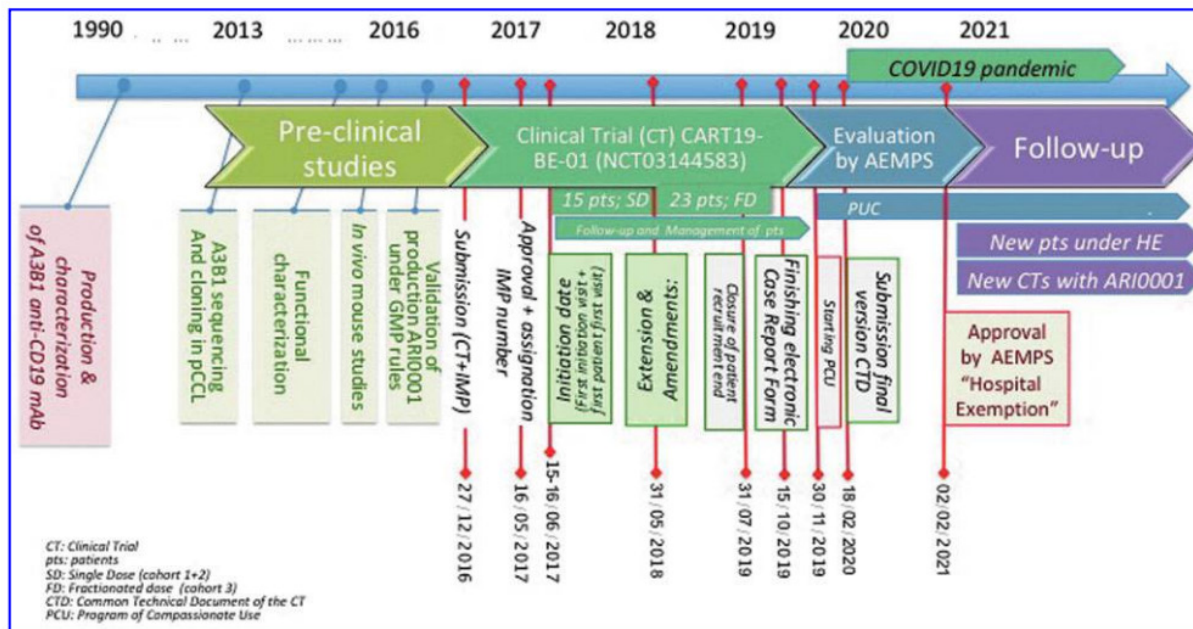 1990 .. ... 2013 ... ... ... 2016 2017 2018 2019 2020 2021
COVID19 pandemic
Pre-clinical
studies
Clinical Trial (CT) CART19-
BE-01 (NCT03144583)
Evaluation
by AEMPS
Follow-up
15 pts; SD
23 pts; FD
Follow-up and Management of pts
PUC
New pts under HE
New CTs with ARI0001
Production &
characterization
of A3B1 anti-CD19 mAb
A3B1 sequencing
And cloning in pCCL
Functional
characterization
In vivo mouse studies
Validation of
production ARI0001
under GMP rules
Submission (CT+IMP)
Approval + assignation
IMP number
Initiation date
(First initiation visit +
first patient first visit)
Extension &
Amendments:
Closure of patient
recruitment end
Finishing electronic
Case Report Form
Starting PCU
Submission final
version CTD
Approval
by AEMPS
“Hospital
Exemption”
27/12/2016
16/05/2017
15-16/06/2017
31/05/2018
31/07/2019
15/10/2019
30/11/2019
18/02/2020
02/02/2021
CT: Clinical Trial
pts: patients
SD: Single Dose (cohort 1+2)
FD: Fractionated dose (cohort 3)
CTD: Common Technical Document of the CT
PCU: Program of Compassionate Use